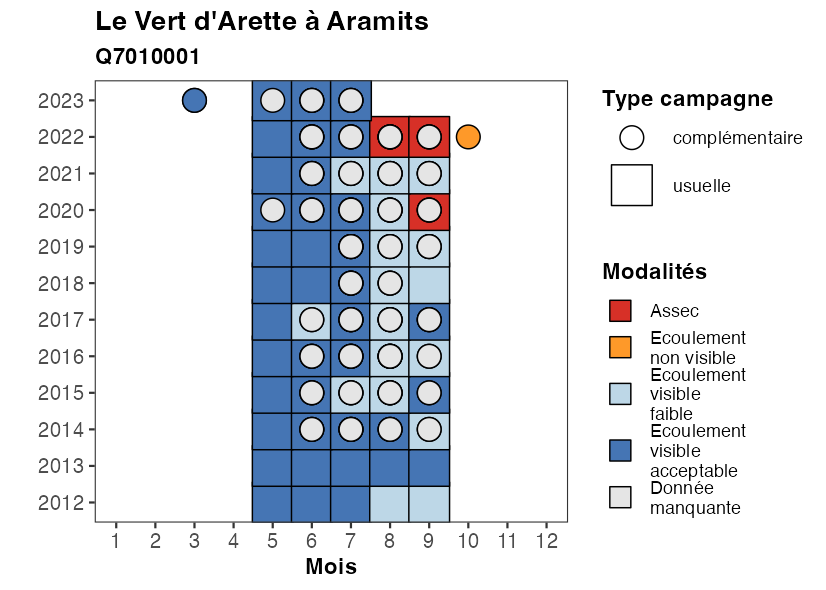 Le Vert d'Arette à Aramits
Q7010001
2023
2022
2021
2020
2019
2018
2017
2016
2015
2014
2013
2012
1 2 3 4 5 6 7 8 9 10 11 12
Mois
Type campagne
complémentaire
usuelle
Modalités
Assec
Ecoulement
non visible
Ecoulement
visible
faible
Ecoulement
visible
acceptable
Donnée
manquante